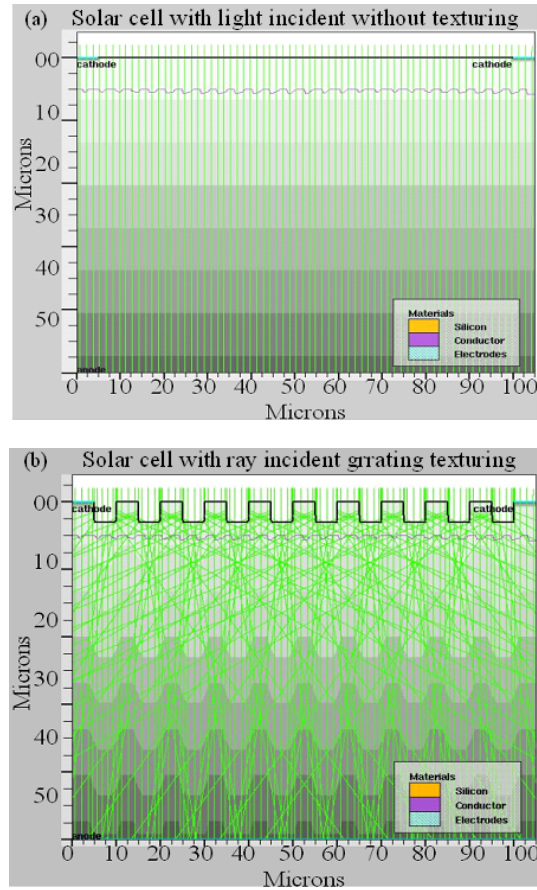 (a) Solar cell with light incident without texturing
00
cathode
cathode
10
20
30
40
50
Microns
Materials
Silicon
Conductor
Electrodes
anode
0 10 20 30 40 50 60 70 80 90 100
Microns
(b) Solar cell with ray incident grrating texturing
00
cathode
cathode
10
20
30
40
50
Microns
Materials
Silicon
Conductor
Electrodes
anode
0 10 20 30 40 50 60 70 80 90 100
Microns